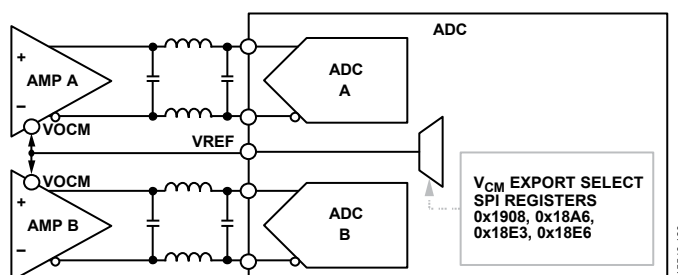 ADC
+
AMP A
−
VOCM
ADC
A
VREF
VOCM
+
AMP B
−
ADC
B
VCM EXPORT SELECT
SPI REGISTERS
0x1908, 0x18A6,
0x18E3, 0x18E6